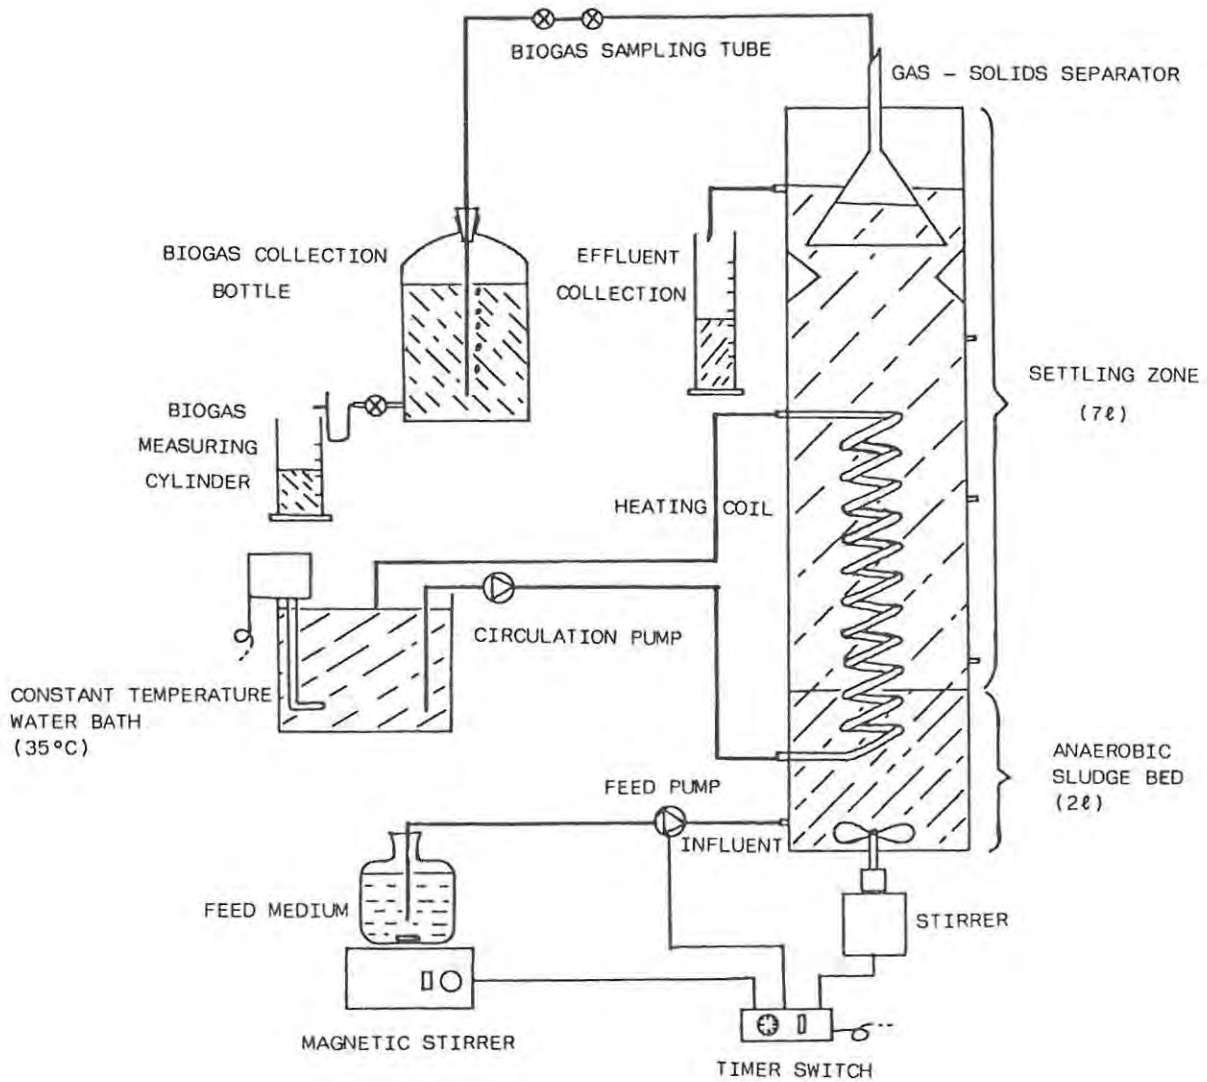 BIOGAS SAMPLING TUBE
GAS – SOLIDS SEPARATOR
BIOGAS COLLECTION
BOTTLE
EFFLUENT
COLLECTION
SETTLING ZONE
(7ℓ)
BIOGAS
MEASURING
CYLINDER
HEATING COIL
CIRCULATION PUMP
CONSTANT TEMPERATURE
WATER BATH
(35°C)
ANAEROBIC
SLUDGE BED
(2ℓ)
FEED PUMP
INFLUENT
FEED MEDIUM
STIRRER
MAGNETIC STIRRER
TIMER SWITCH